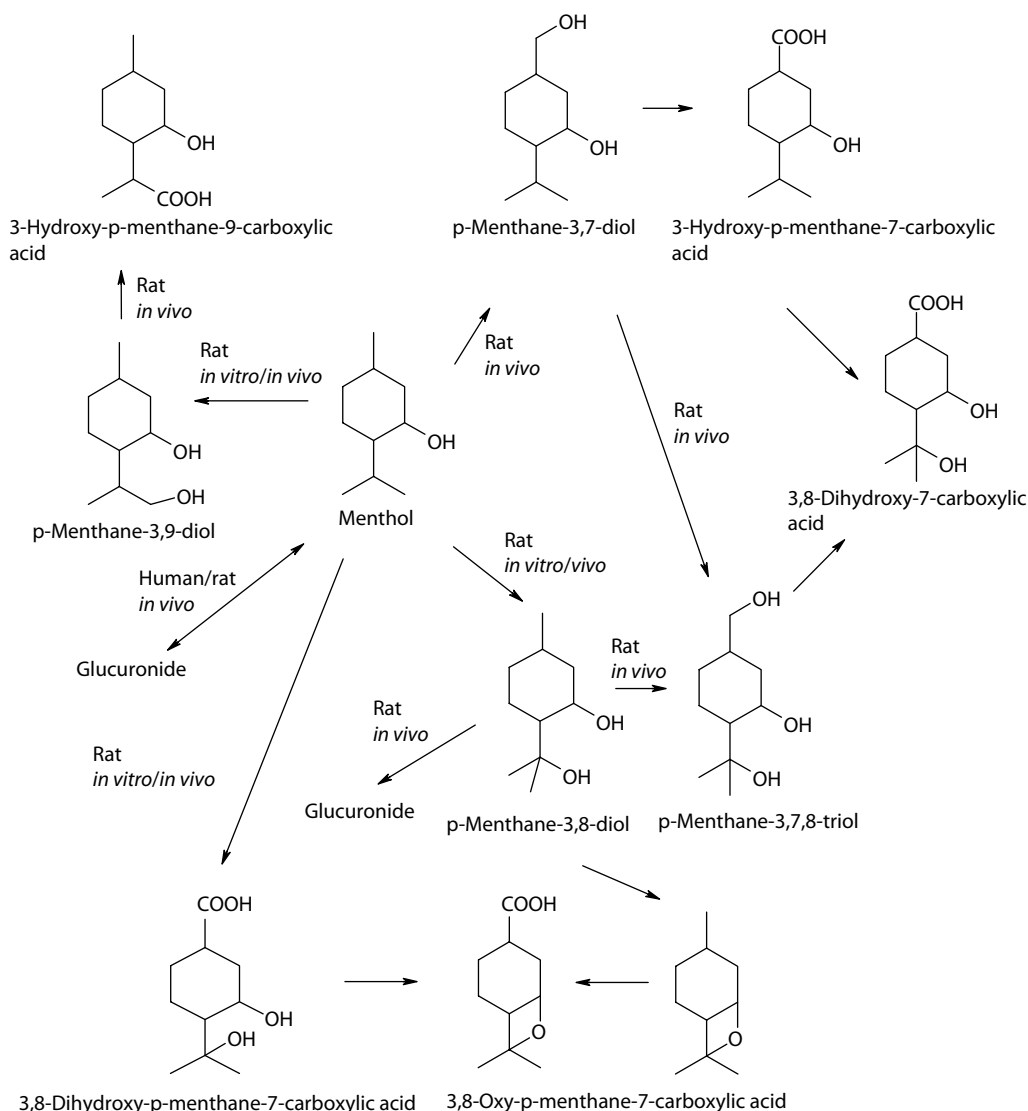 OH
COOH
OH
OH
OH
COOH
3-Hydroxy-p-menthane-9-carboxylic
acid
p-Menthane-3,7-diol
3-Hydroxy-p-menthane-7-carboxylic
acid
Rat
in vivo
COOH
Rat
in vitro/in vivo
Rat
in vivo
Rat
in vivo
OH
OH
OH
OH
OH
p-Menthane-3,9-diol
Menthol
3,8-Dihydroxy-7-carboxylic
acid
Human/rat
in vivo
Rat
in vitro/vivo
OH
Glucuronide
Rat
in vivo
OH
OH
Rat
in vivo
Rat
in vitro/in vivo
OH
OH
Glucuronide
p-Menthane-3,8-diol
p-Menthane-3,7,8-triol
COOH
COOH
OH
OH
O
O
3,8-Dihydroxy-p-menthane-7-carboxylic acid
3,8-Oxy-p-menthane-7-carboxylic acid